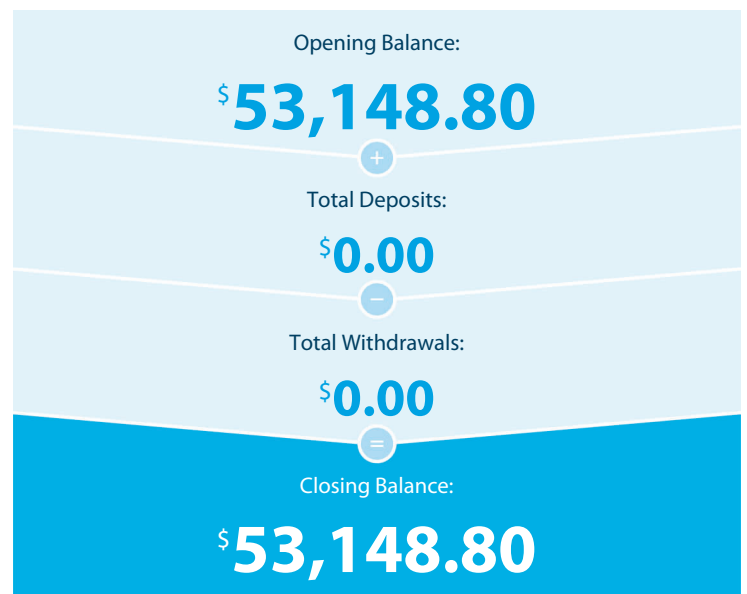 Opening Balance:
$53,148.80
+
Total Deposits:
$0.00
−
Total Withdrawals:
$0.00
=
Closing Balance:
$53,148.80